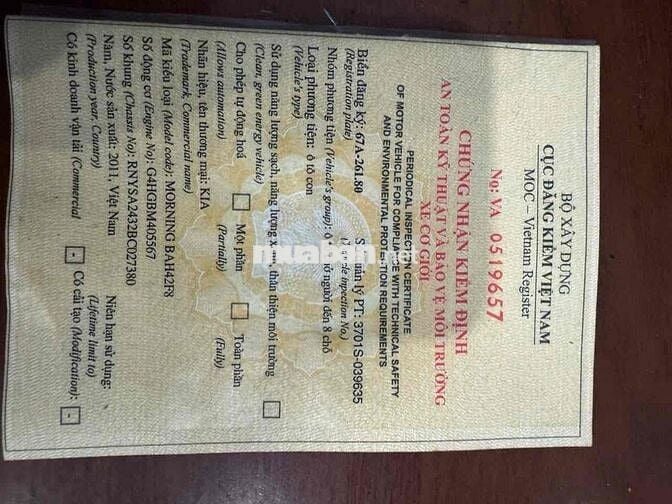 BỘ XÂY DỰNG
CỤC ĐĂNG KIỂM VIỆT NAM
MOC – Vietnam Register
No: VA 0519657
CHỨNG NHẬN KIỂM ĐỊNH
AN TOÀN KỸ THUẬT VÀ BẢO VỆ MÔI TRƯỜNG
XE CƠ GIỚI
PERIODICAL INSPECTION CERTIFICATE
OF MOTOR VEHICLE FOR COMPLIANCE WITH TECHNICAL SAFETY
AND ENVIRONMENTAL PROTECTION REQUIREMENTS
Biển đăng ký: 67A-261.80 quản lý PT: 3701S-039635
(Registration plate) (Vehicle Inpection No.)
Nhóm phương tiện (Vehicle's group): chở người đến 8 chỗ
Loại phương tiện: ô tô con
(Vehicle's type)
Sử dụng năng lượng sạch, năng lượng xanh, thân thiện môi trường
(Clean, green energy vehicle)
Cho phép tự động hoá Một phần Toàn phần
(Allows automation) (Partially) (Fully)
Nhãn hiệu, tên thương mại: KIA
(Trademark, Commercial name)
Mã kiểu loại (Model code): MORNING BAH42F8
Số động cơ (Engine No): G4HGBM405567
Số khung (Chassis No): RNYSA2432BC027380
Năm, Nước sản xuất: 2011, Việt Nam Niên hạn sử dụng:
(Production year, Country) (Lifetime limit to)
Có kinh doanh vận tải (Commercial - Có cải tạo (Modification): -
muaban.net